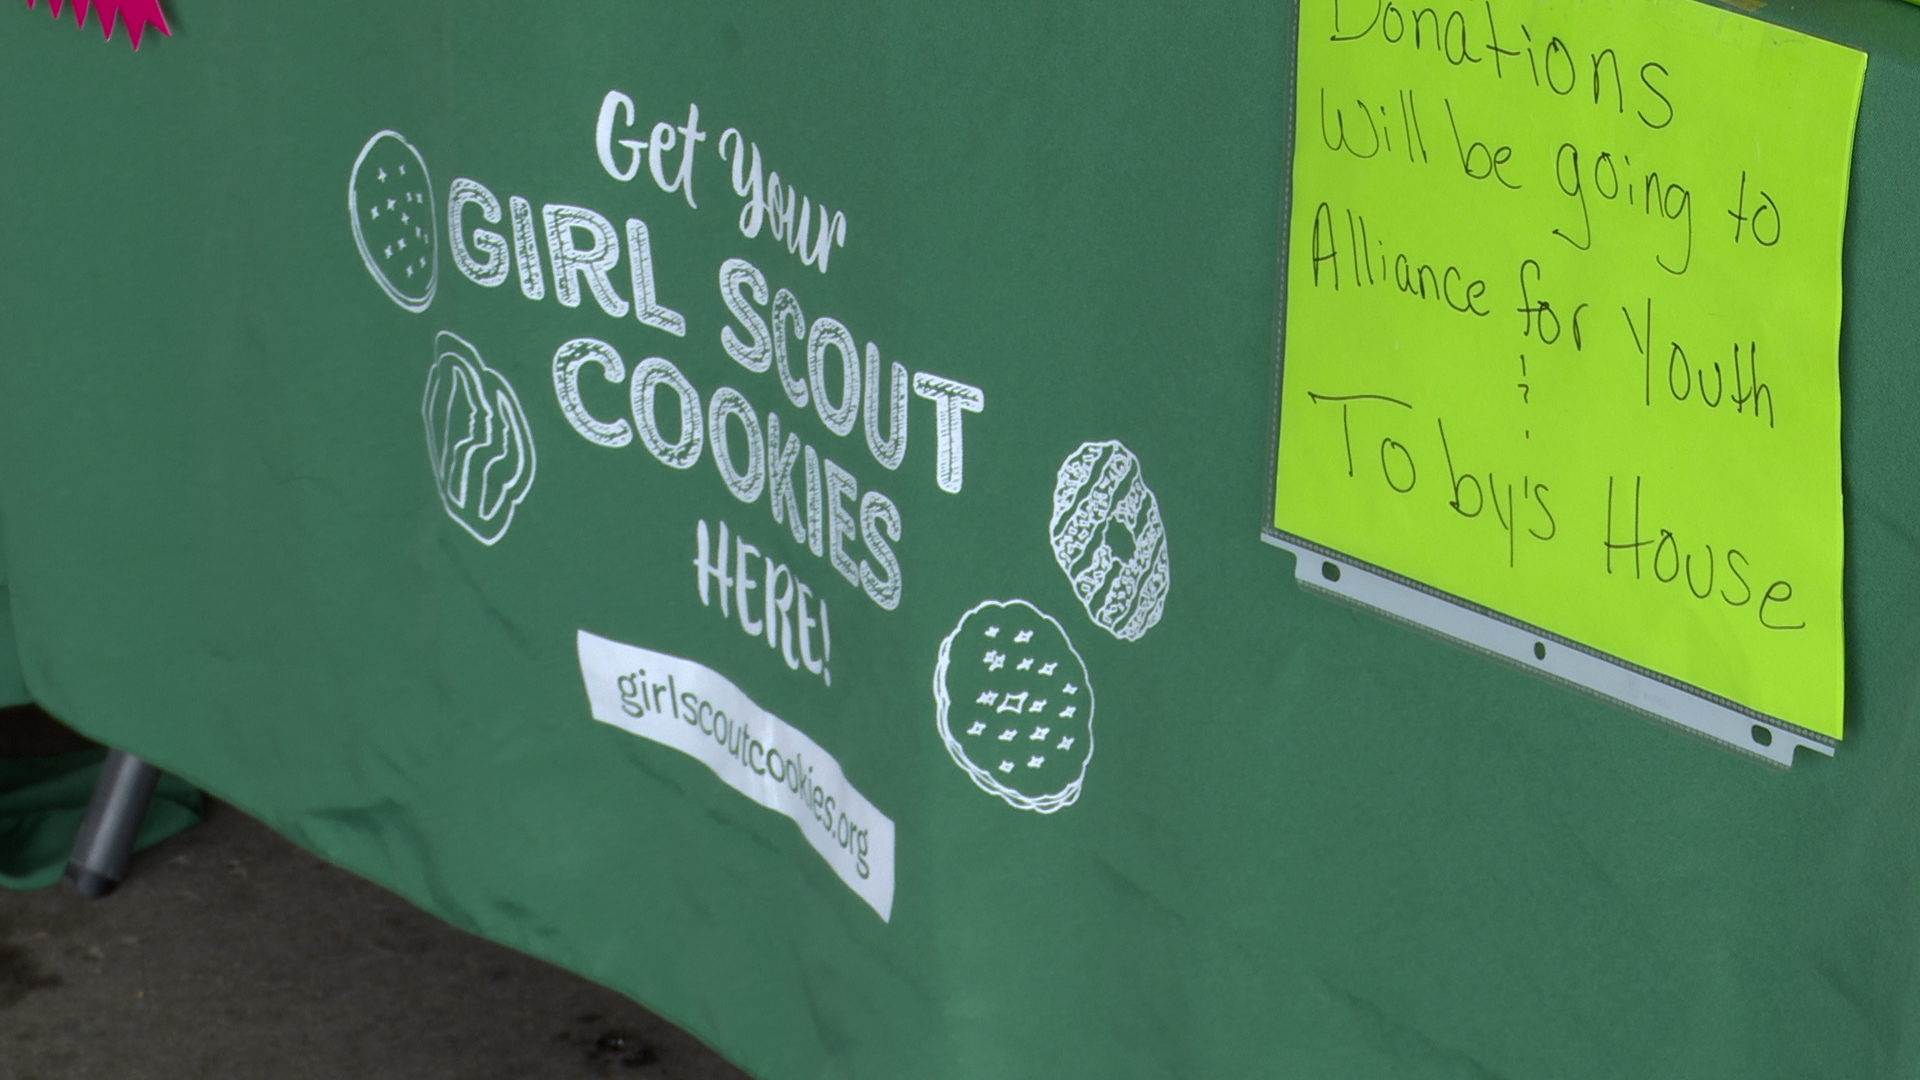 Get Your
GIRL SCOUT
COOKIES
HERE!
girlscoutcookies.org
Donations
Will be going to
Alliance for Youth
Toby's House